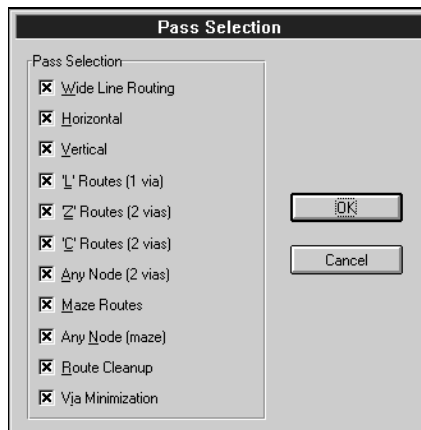 Pass Selection
Pass Selection
Wide Line Routing
Horizontal
Vertical
'L' Routes (1 via)
'Z' Routes (2 vias)
'C' Routes (2 vias)
Any Node (2 vias)
Maze Routes
Any Node (maze)
Route Cleanup
Via Minimization
OK
Cancel